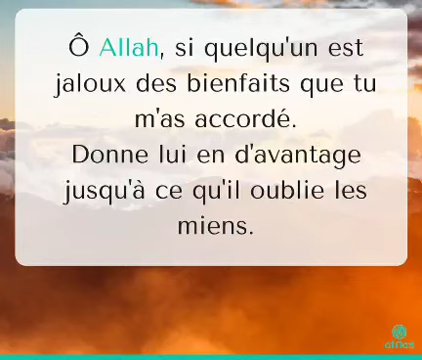 Ô Allah, si quelqu'un est
jaloux des bienfaits que tu
m'as accordé.
Donne lui en d'avantage
jusqu'à ce qu'il oublie les
miens.